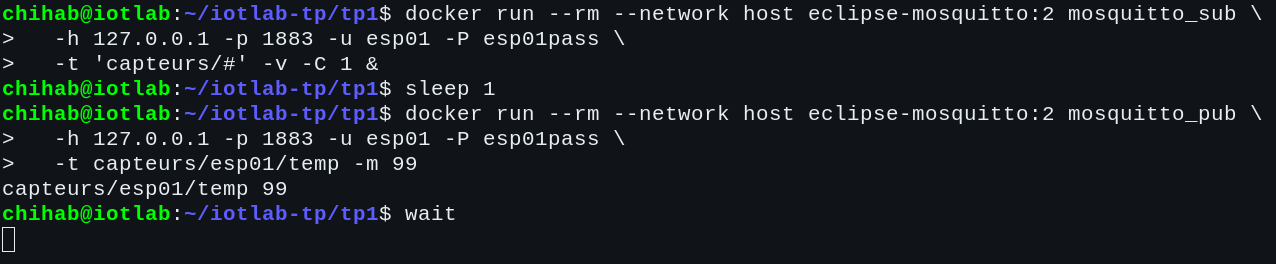 chihab@iotlab:~/iotlab-tp/tp1$ docker run --rm --network host eclipse-mosquitto:2 mosquitto_sub \
>   -h 127.0.0.1 -p 1883 -u esp01 -P esp01pass \
>   -t 'capteurs/#' -v -C 1 &
chihab@iotlab:~/iotlab-tp/tp1$ sleep 1
chihab@iotlab:~/iotlab-tp/tp1$ docker run --rm --network host eclipse-mosquitto:2 mosquitto_pub \
>   -h 127.0.0.1 -p 1883 -u esp01 -P esp01pass \
>   -t capteurs/esp01/temp -m 99
capteurs/esp01/temp 99
chihab@iotlab:~/iotlab-tp/tp1$ wait